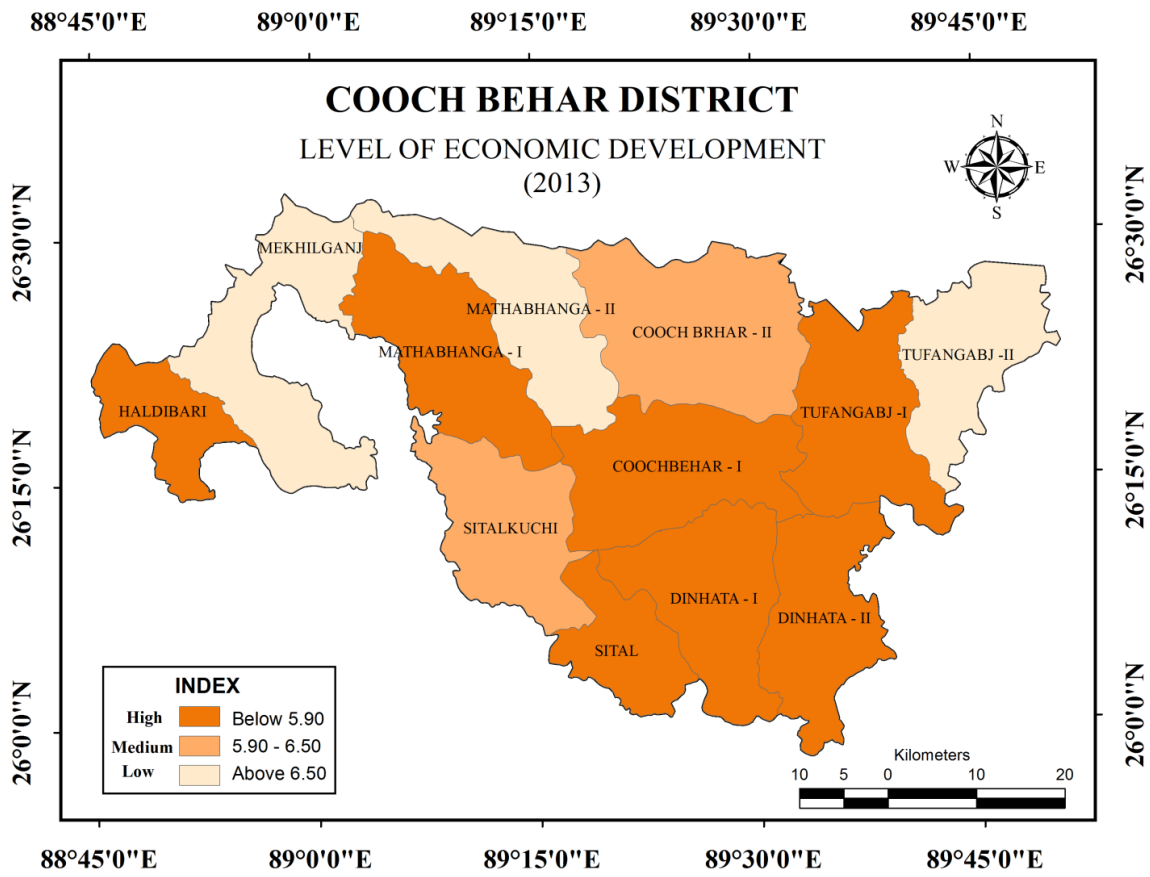 88°45'0"E 89°0'0"E 89°15'0"E 89°30'0"E 89°45'0"E
COOCH BEHAR DISTRICT
LEVEL OF ECONOMIC DEVELOPMENT
(2013)
N
W E
S
26°30'0"N
26°30'0"N
26°15'0"N
26°15'0"N
26°0'0"N
26°0'0"N
MEKHILGANJ
MATHABHANGA - II
COOCH BRHAR - II
MATHABHANGA - I
TUFANGABJ -II
HALDIBARI
TUFANGABJ -I
COOCHBEHAR - I
SITALKUCHI
DINHATA - I
DINHATA - II
SITAL
INDEX
High Below 5.90
Medium 5.90 - 6.50
Low Above 6.50
Kilometers
10 5 0 10 20
88°45'0"E 89°0'0"E 89°15'0"E 89°30'0"E 89°45'0"E